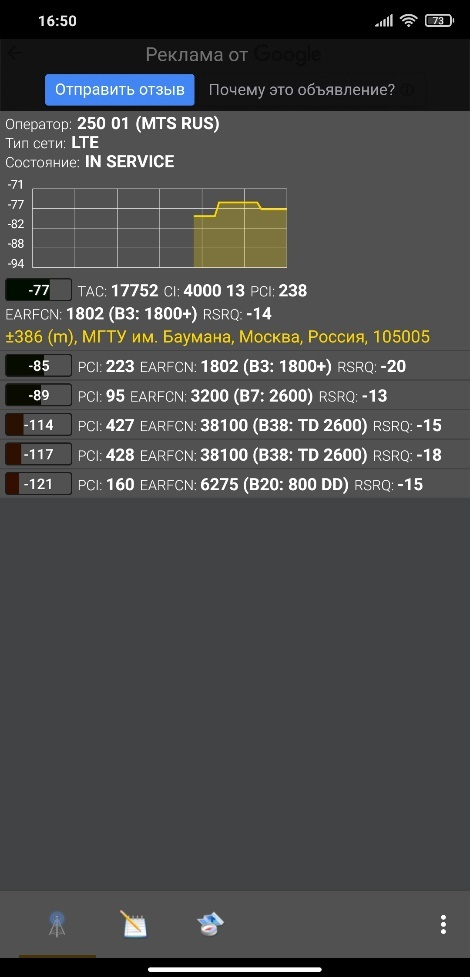 16:50
73
Реклама от Google
Отправить отзыв Почему это объявление?
Оператор: 250 01 (MTS RUS)
Тип сети: LTE
Состояние: IN SERVICE
-71
-77
-82
-88
-94
-77 TAC: 17752 CI: 4000 13 PCI: 238
EARFCN: 1802 (B3: 1800+) RSRQ: -14
±386 (m), МГТУ им. Баумана, Москва, Россия, 105005
-85 PCI: 223 EARFCN: 1802 (B3: 1800+) RSRQ: -20
-89 PCI: 95 EARFCN: 3200 (B7: 2600) RSRQ: -13
-114 PCI: 427 EARFCN: 38100 (B38: TD 2600) RSRQ: -15
-117 PCI: 428 EARFCN: 38100 (B38: TD 2600) RSRQ: -18
-121 PCI: 160 EARFCN: 6275 (B20: 800 DD) RSRQ: -15